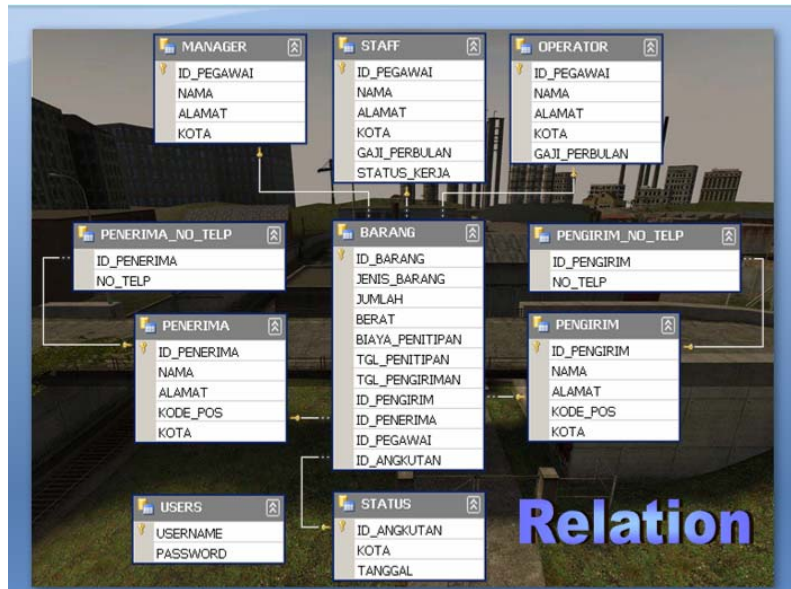 MANAGER
ID_PEGAWAI
NAMA
ALAMAT
KOTA
STAFF
ID_PEGAWAI
NAMA
ALAMAT
KOTA
GAJI_PERBULAN
STATUS_KERJA
OPERATOR
ID_PEGAWAI
NAMA
ALAMAT
KOTA
GAJI_PERBULAN
PENERIMA_NO_TELP
ID_PENERIMA
NO_TELP
BARANG
ID_BARANG
JENIS_BARANG
JUMLAH
BERAT
BIAYA_PENITIPAN
TGL_PENITIPAN
TGL_PENGIRIMAN
ID_PENGIRIM
ID_PENERIMA
ID_PEGAWAI
ID_ANGKUTAN
PENGIRIM_NO_TELP
ID_PENGIRIM
NO_TELP
PENERIMA
ID_PENERIMA
NAMA
ALAMAT
KODE_POS
KOTA
PENGIRIM
ID_PENGIRIM
NAMA
ALAMAT
KODE_POS
KOTA
USERS
USERNAME
PASSWORD
STATUS
ID_ANGKUTAN
KOTA
TANGGAL
Relation